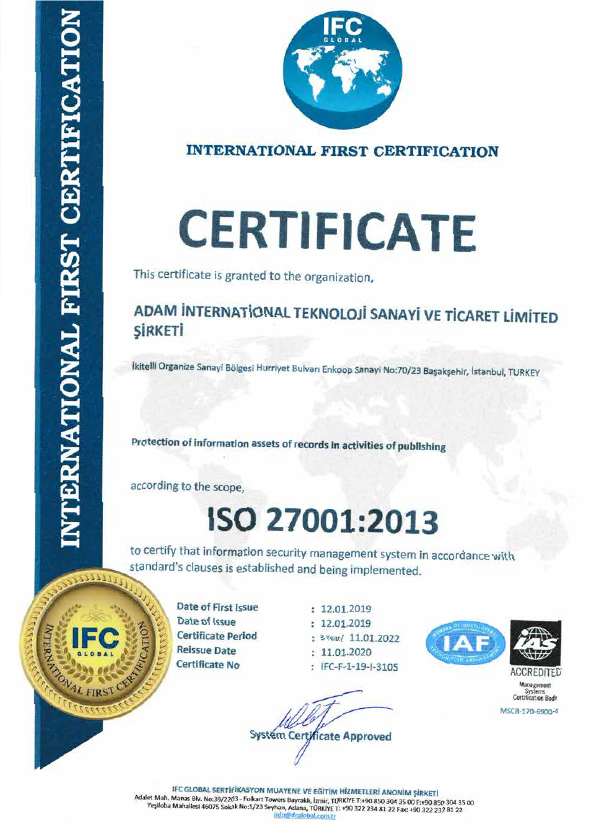 INTERNATIONAL FIRST CERTIFICATION
IFC
GLOBAL
INTERNATIONAL FIRST CERTIFICATION
CERTIFICATE
This certificate is granted to the organization,
ADAM İNTERNATİONAL TEKNOLOJİ SANAYİ VE TİCARET LİMİTED
ŞİRKETİ
İkitelli Organize Sanayi Bölgesi Hurriyet Bulvarı Enkoop Sanayi No:70/23 Başakşehir, İstanbul, TURKEY
Protection of information assets of records in activities of publishing
according to the scope,
ISO 27001:2013
to certify that information security management system in accordance with
standard's clauses is established and being implemented.
Date of First Issue : 12.01.2019
Date of Issue : 12.01.2019
Certificate Period : 3 Year/ 11.01.2022
Reissue Date : 11.01.2020
Certificate No : IFC-F-1-19-I-3105
IFC
GLOBAL
INTERNATIONAL FIRST CERTIFICATION
MEMBER OF MULTILATERAL
IAF
RECOGNITION ARRANGEMENT
IAS
ACCREDITED
Management
Systems
Certification Body
MSCB-170-6900-4
System Certificate Approved
IFC GLOBAL SERTİFİKASYON MUAYENE VE EĞİTİM HİZMETLERİ ANONİM ŞİRKETİ
Adalet Mah. Manas Blv. No:39/2203 - Folkart Towers Bayraklı, İzmir, TÜRKİYE T:+90 850 304 35 00 F:+90 850 304 35 00
Yeşiloba Mahallesi 46075 Sokak No:1/23 Seyhan, Adana, TÜRKİYE T: +90 322 234 81 22 Fax: +90 322 237 81 22
info@ifcglobal.com.tr